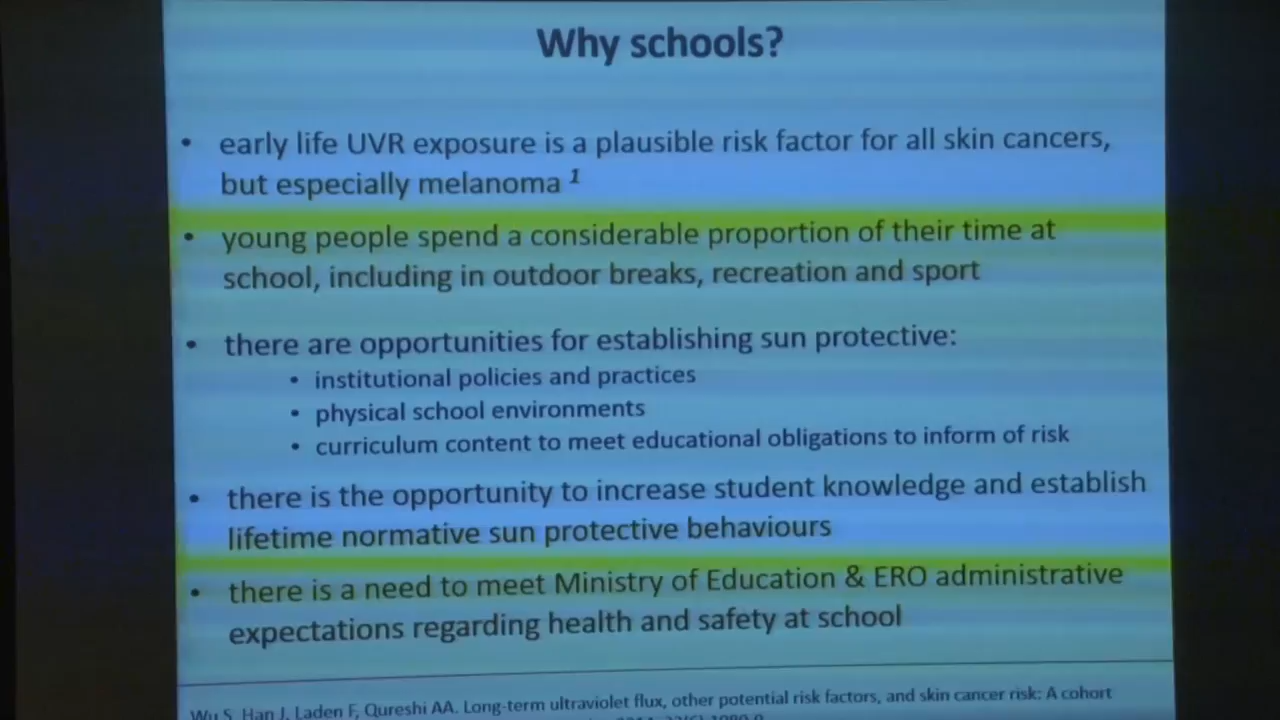 Why schools?
• early life UVR exposure is a plausible risk factor for all skin cancers,
but especially melanoma 1
• young people spend a considerable proportion of their time at
school, including in outdoor breaks, recreation and sport
• there are opportunities for establishing sun protective:
• institutional policies and practices
• physical school environments
• curriculum content to meet educational obligations to inform of risk
• there is the opportunity to increase student knowledge and establish
lifetime normative sun protective behaviours
• there is a need to meet Ministry of Education & ERO administrative
expectations regarding health and safety at school
Wu S, Han J, Laden F, Qureshi AA. Long-term ultraviolet flux, other potential risk factors, and skin cancer risk: A cohort